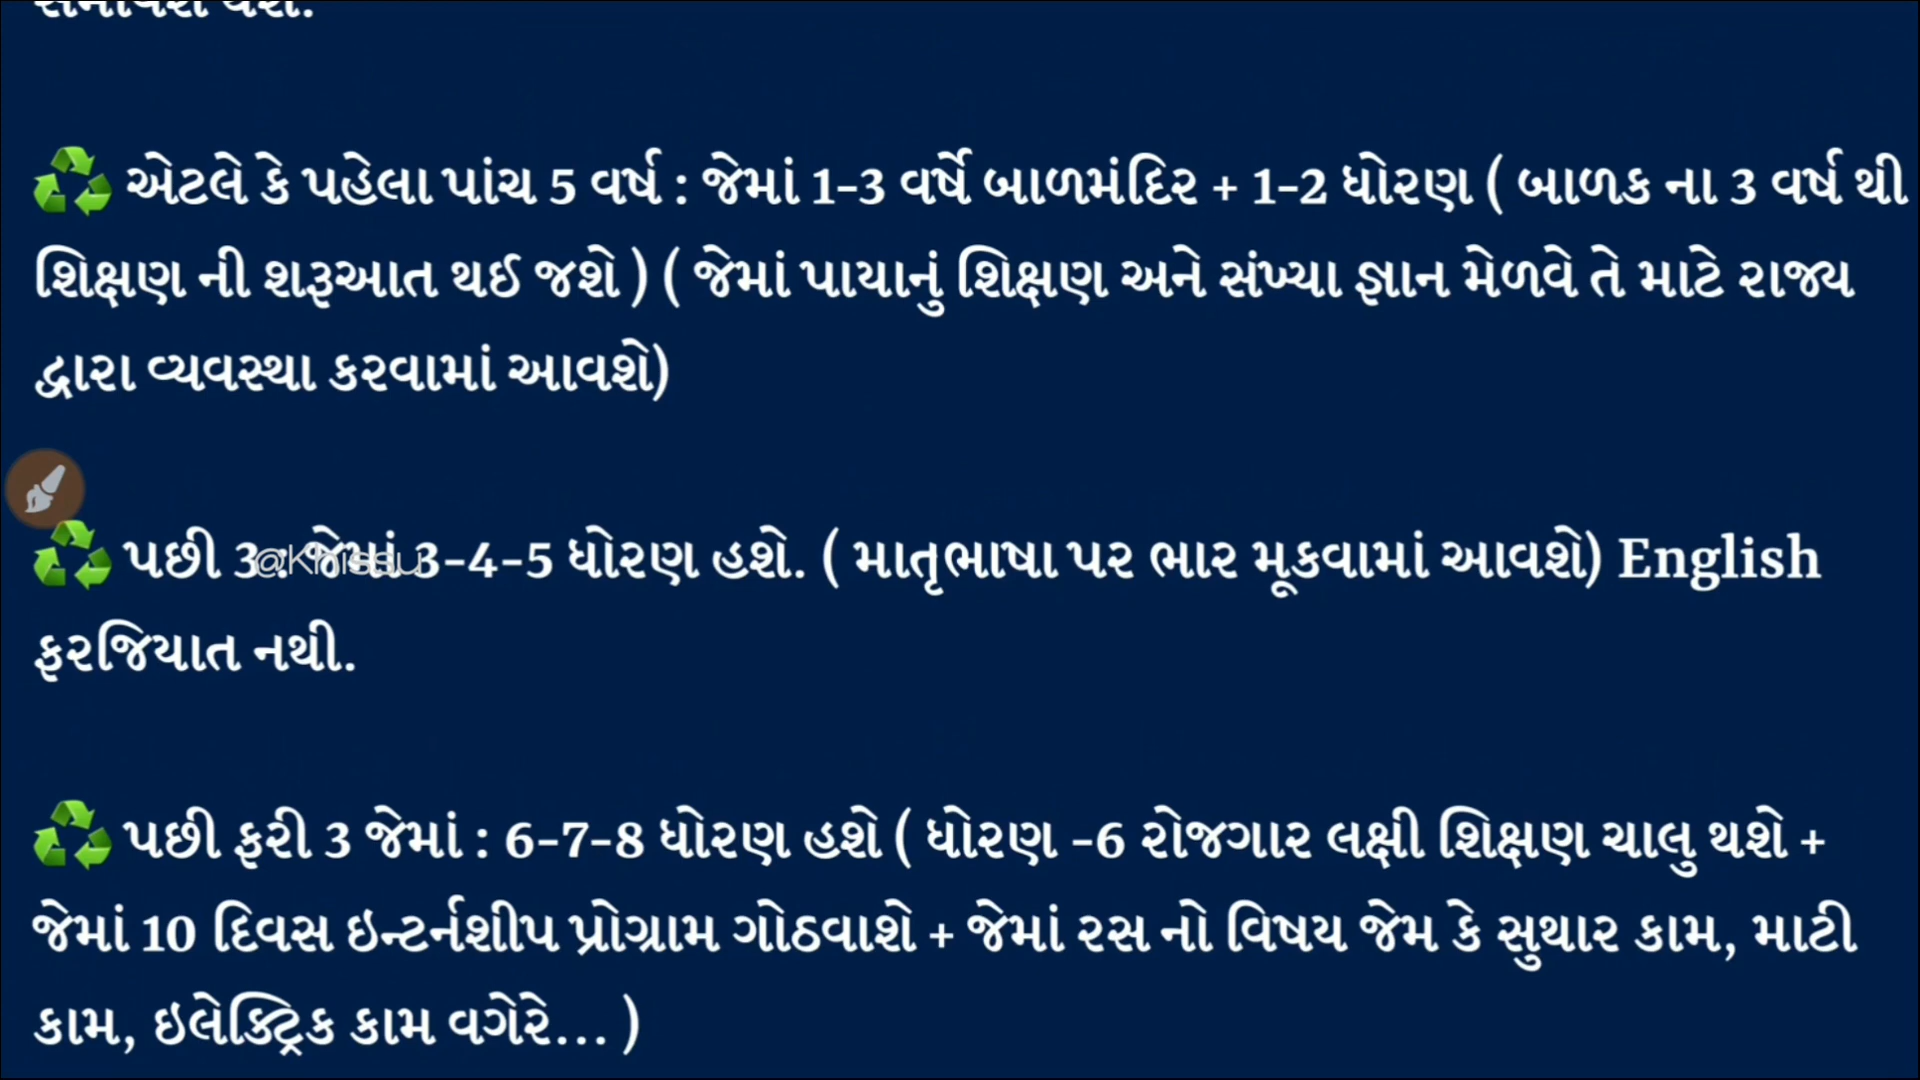 ♻️ એટલે કે પહેલા પાંચ 5 વર્ષ : જેમાં 1-3 વર્ષે બાળમંદિર + 1-2 ધોરણ ( બાળક ના 3 વર્ષ થી
શિક્ષણ ની શરૂઆત થઈ જશે ) ( જેમાં પાયાનું શિક્ષણ અને સંખ્યા જ્ઞાન મેળવે તે માટે રાજ્ય
દ્વારા વ્યવસ્થા કરવામાં આવશે)
♻️ પછી 3 : જેમાં 3-4-5 ધોરણ હશે. ( માતૃભાષા પર ભાર મૂકવામાં આવશે) English
@Khissu
ફરજિયાત નથી.
♻️ પછી ફરી 3 જેમાં : 6-7-8 ધોરણ હશે ( ધોરણ -6 રોજગાર લક્ષી શિક્ષણ ચાલુ થશે +
જેમાં 10 દિવસ ઇન્ટર્નશીપ પ્રોગ્રામ ગોઠવાશે + જેમાં રસ નો વિષય જેમ કે સુથાર કામ, માટી
કામ, ઇલેક્ટ્રિક કામ વગેરે... )